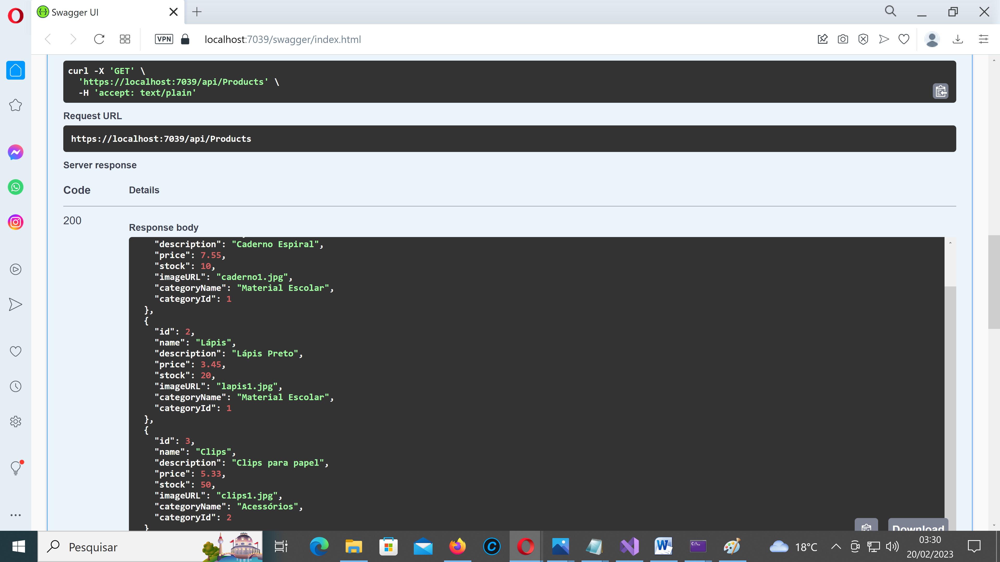 Swagger UI
VPN
localhost:7039/swagger/index.html
curl -X 'GET' \
'https://localhost:7039/api/Products' \
-H 'accept: text/plain'
Request URL
https://localhost:7039/api/Products
Server response
Code Details
200
Response body
"description": "Caderno Espiral",
"price": 7.55,
"stock": 10,
"imageURL": "caderno1.jpg",
"categoryName": "Material Escolar",
"categoryId": 1
},
{
"id": 2,
"name": "Lápis",
"description": "Lápis Preto",
"price": 3.45,
"stock": 20,
"imageURL": "lapis1.jpg",
"categoryName": "Material Escolar",
"categoryId": 1
},
{
"id": 3,
"name": "Clips",
"description": "Clips para papel",
"price": 5.33,
"stock": 50,
"imageURL": "clips1.jpg",
"categoryName": "Acessórios",
"categoryId": 2
}
Download
Pesquisar
18°C
03:30
20/02/2023